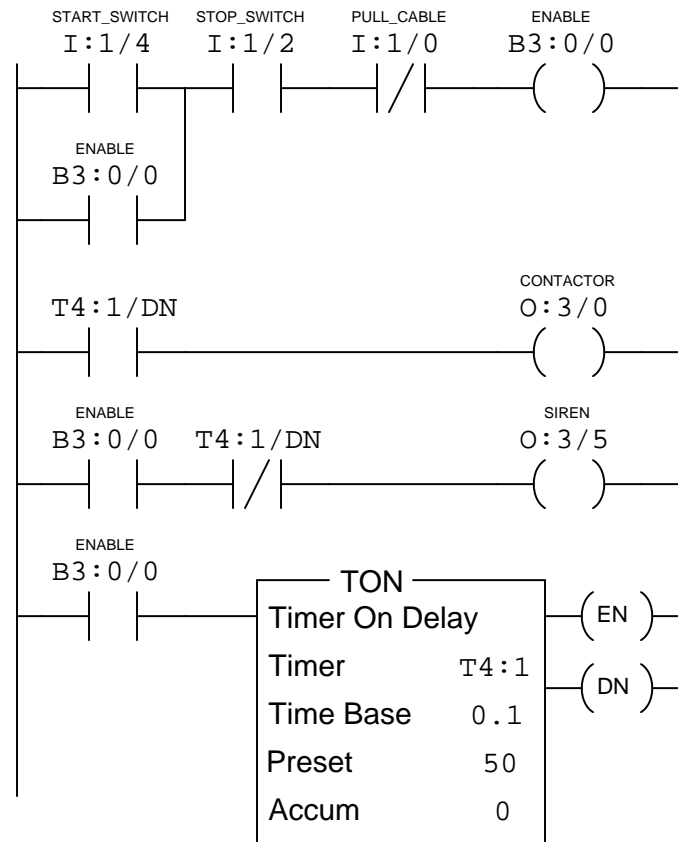 START_SWITCH STOP_SWITCH PULL_CABLE ENABLE
I:1/4 I:1/2 I:1/0 B3:0/0
ENABLE
B3:0/0
CONTACTOR
T4:1/DN O:3/0
ENABLE SIREN
B3:0/0 T4:1/DN O:3/5
ENABLE
B3:0/0
TON
Timer On Delay EN
Timer T4:1
DN
Time Base 0.1
Preset 50
Accum 0